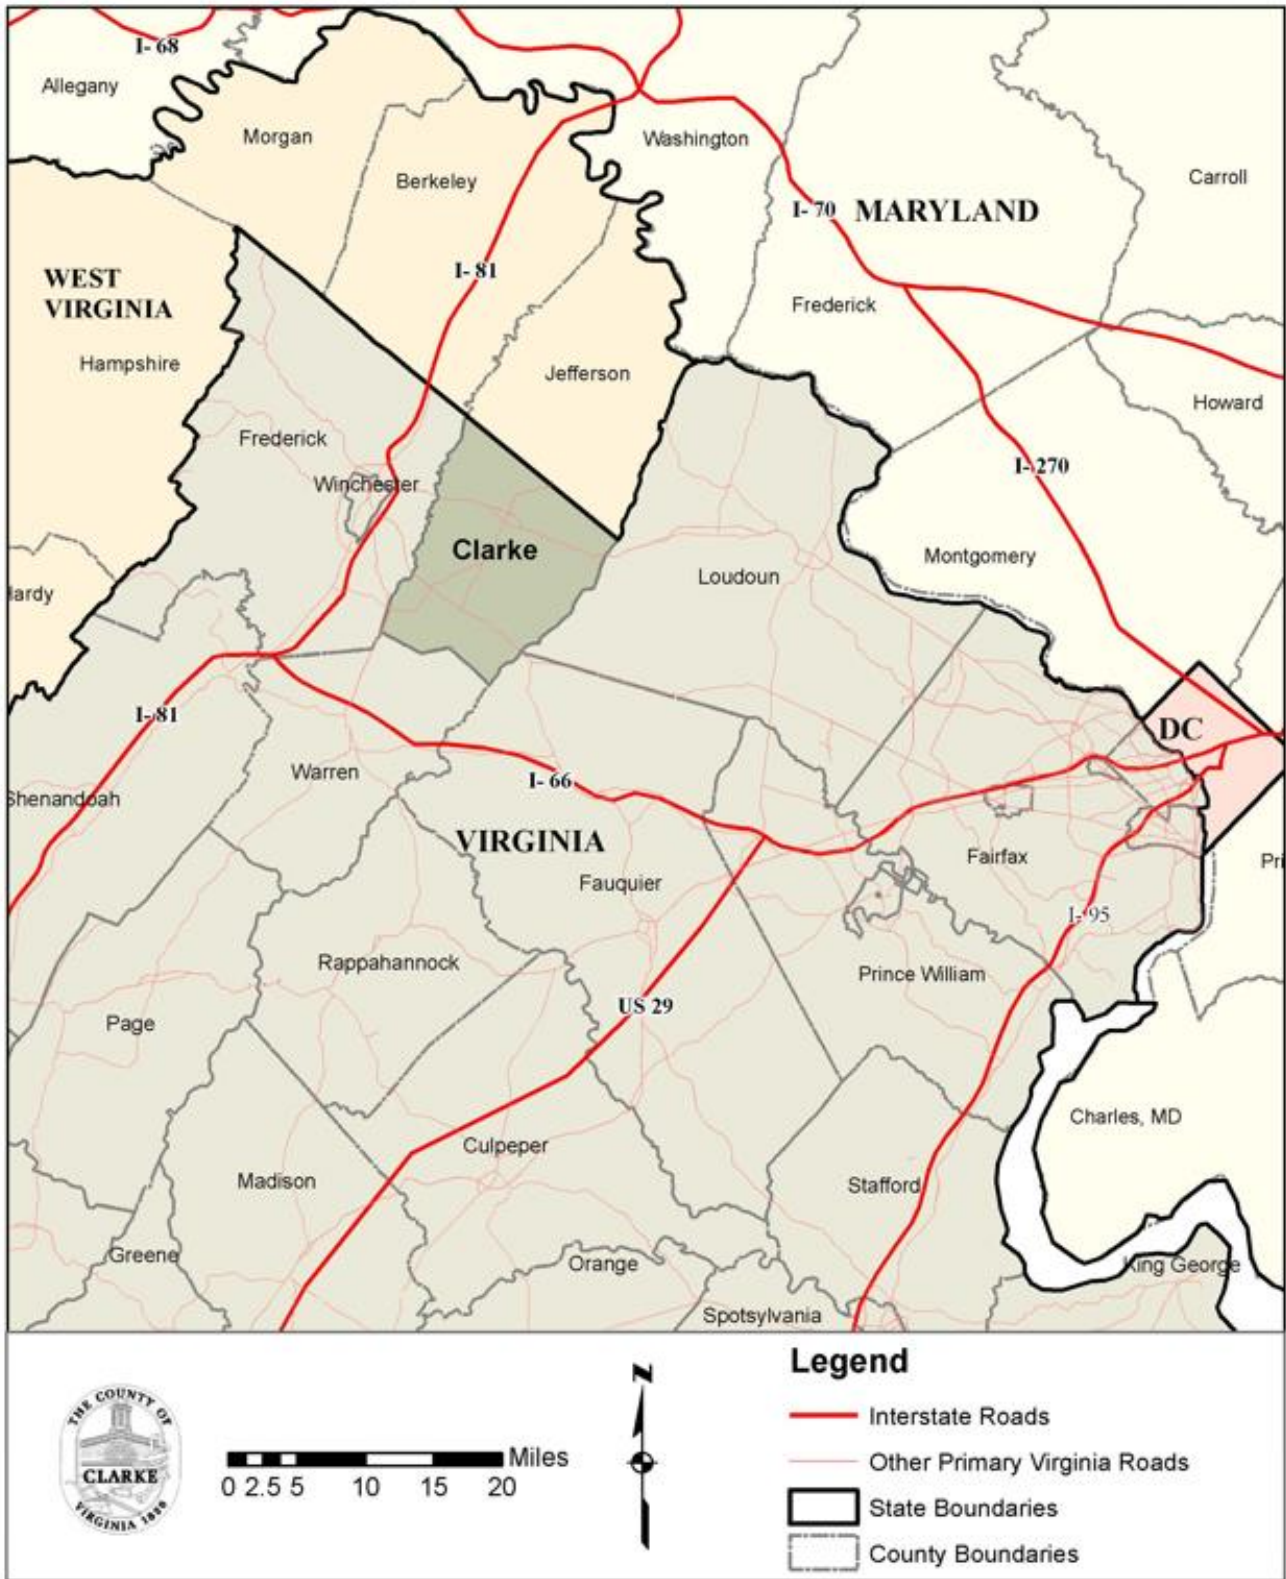 I- 68
Allegany
Morgan
Washington
Berkeley
Carroll
I- 70
MARYLAND
I- 81
WEST
VIRGINIA
Frederick
Hampshire
Jefferson
Howard
Frederick
I- 270
Winchester
Clarke
Montgomery
Loudoun
Hardy
I- 81
DC
Warren
I- 66
Shenandoah
VIRGINIA
Fairfax
Pri
Fauquier
I- 95
Rappahannock
Prince William
US 29
Page
Charles, MD
Culpeper
Madison
Stafford
Greene
Orange
King George
Spotsylvania
Legend
Interstate Roads
Other Primary Virginia Roads
State Boundaries
County Boundaries
N
Miles
0 2.5 5 10 15 20
THE COUNTY OF
CLARKE
VIRGINIA 1836